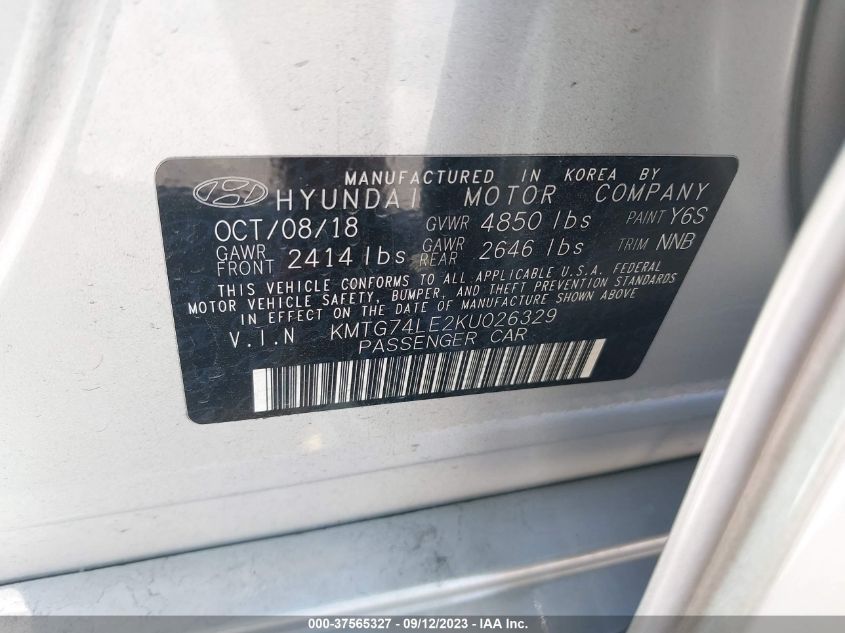 MANUFACTURED IN KOREA BY
HYUNDAI MOTOR COMPANY
OCT/08/18 GVWR 4850 lbs PAINT Y6S
GAWR FRONT 2414 lbs GAWR REAR 2646 lbs TRIM NNB
THIS VEHICLE CONFORMS TO ALL APPLICABLE U.S.A. FEDERAL
MOTOR VEHICLE SAFETY, BUMPER, AND THEFT PREVENTION STANDARDS
IN EFFECT ON THE DATE OF MANUFACTURE SHOWN ABOVE
V.I.N KMTG74LE2KU026329
PASSENGER CAR
000-37565327 - 09/12/2023 - IAA Inc.